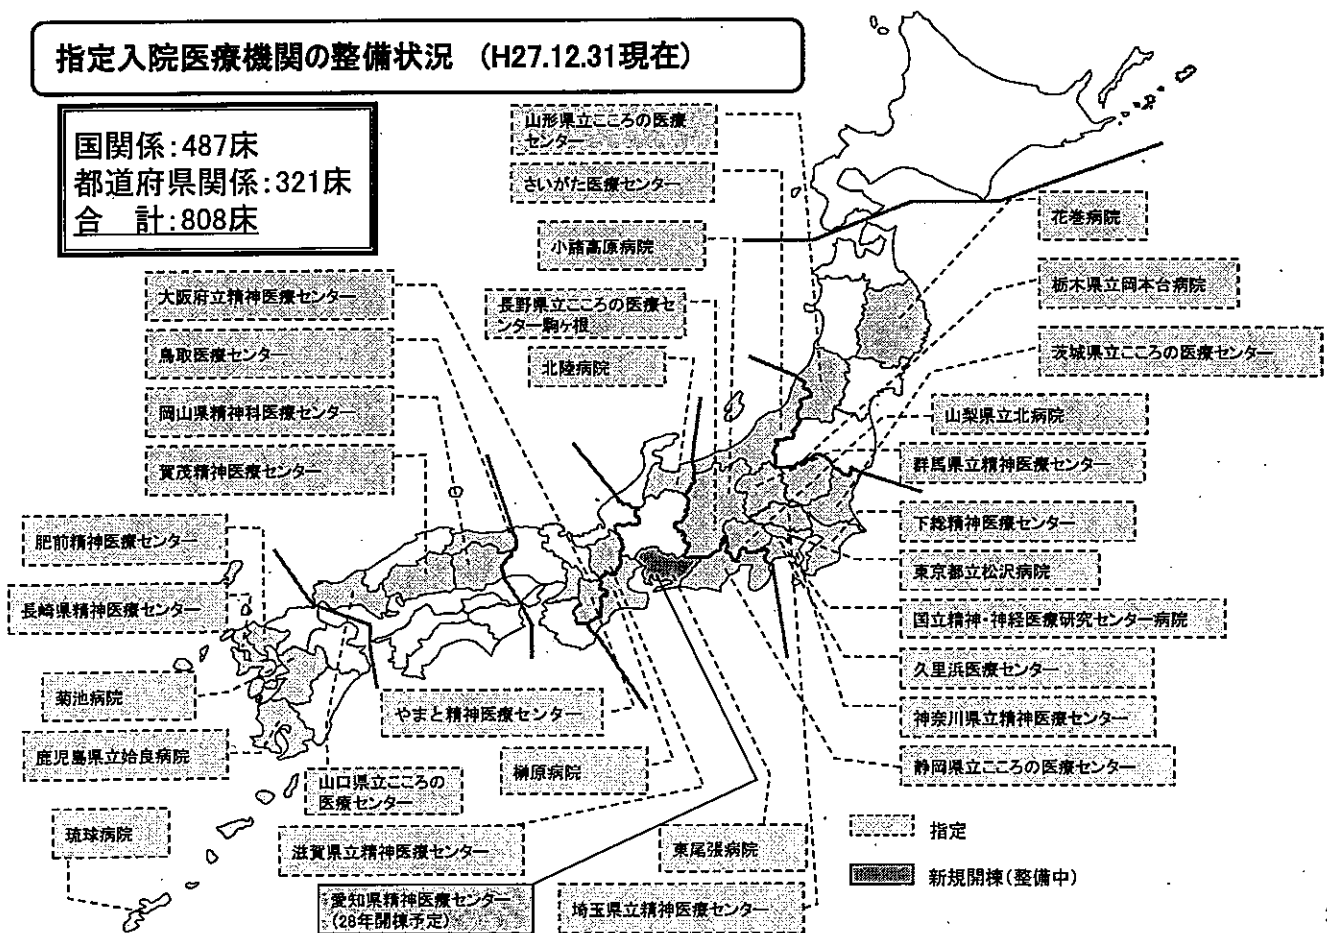 指定入院医療機関の整備状況 (H27.12.31現在)
国関係:487床
都道府県関係:321床
合 計:808床
山形県立こころの医療
センター
さいがた医療センター
小諸高原病院
長野県立こころの医療セ
ンター駒ヶ根
北陸病院
花巻病院
栃木県立岡本台病院
茨城県立こころの医療センター
山梨県立北病院
群馬県立精神医療センター
下総精神医療センター
東京都立松沢病院
国立精神・神経医療研究センター病院
久里浜医療センター
神奈川県立精神医療センター
静岡県立こころの医療センター
大阪府立精神医療センター
鳥取医療センター
岡山県精神科医療センター
賀茂精神医療センター
肥前精神医療センター
長崎県精神医療センター
菊池病院
鹿児島県立姶良病院
琉球病院
やまと精神医療センター
榊原病院
山口県立こころの
医療センター
滋賀県立精神医療センター
東尾張病院
愛知県精神医療センター
(28年開棟予定)
埼玉県立精神医療センター
指定
新規開棟(整備中)